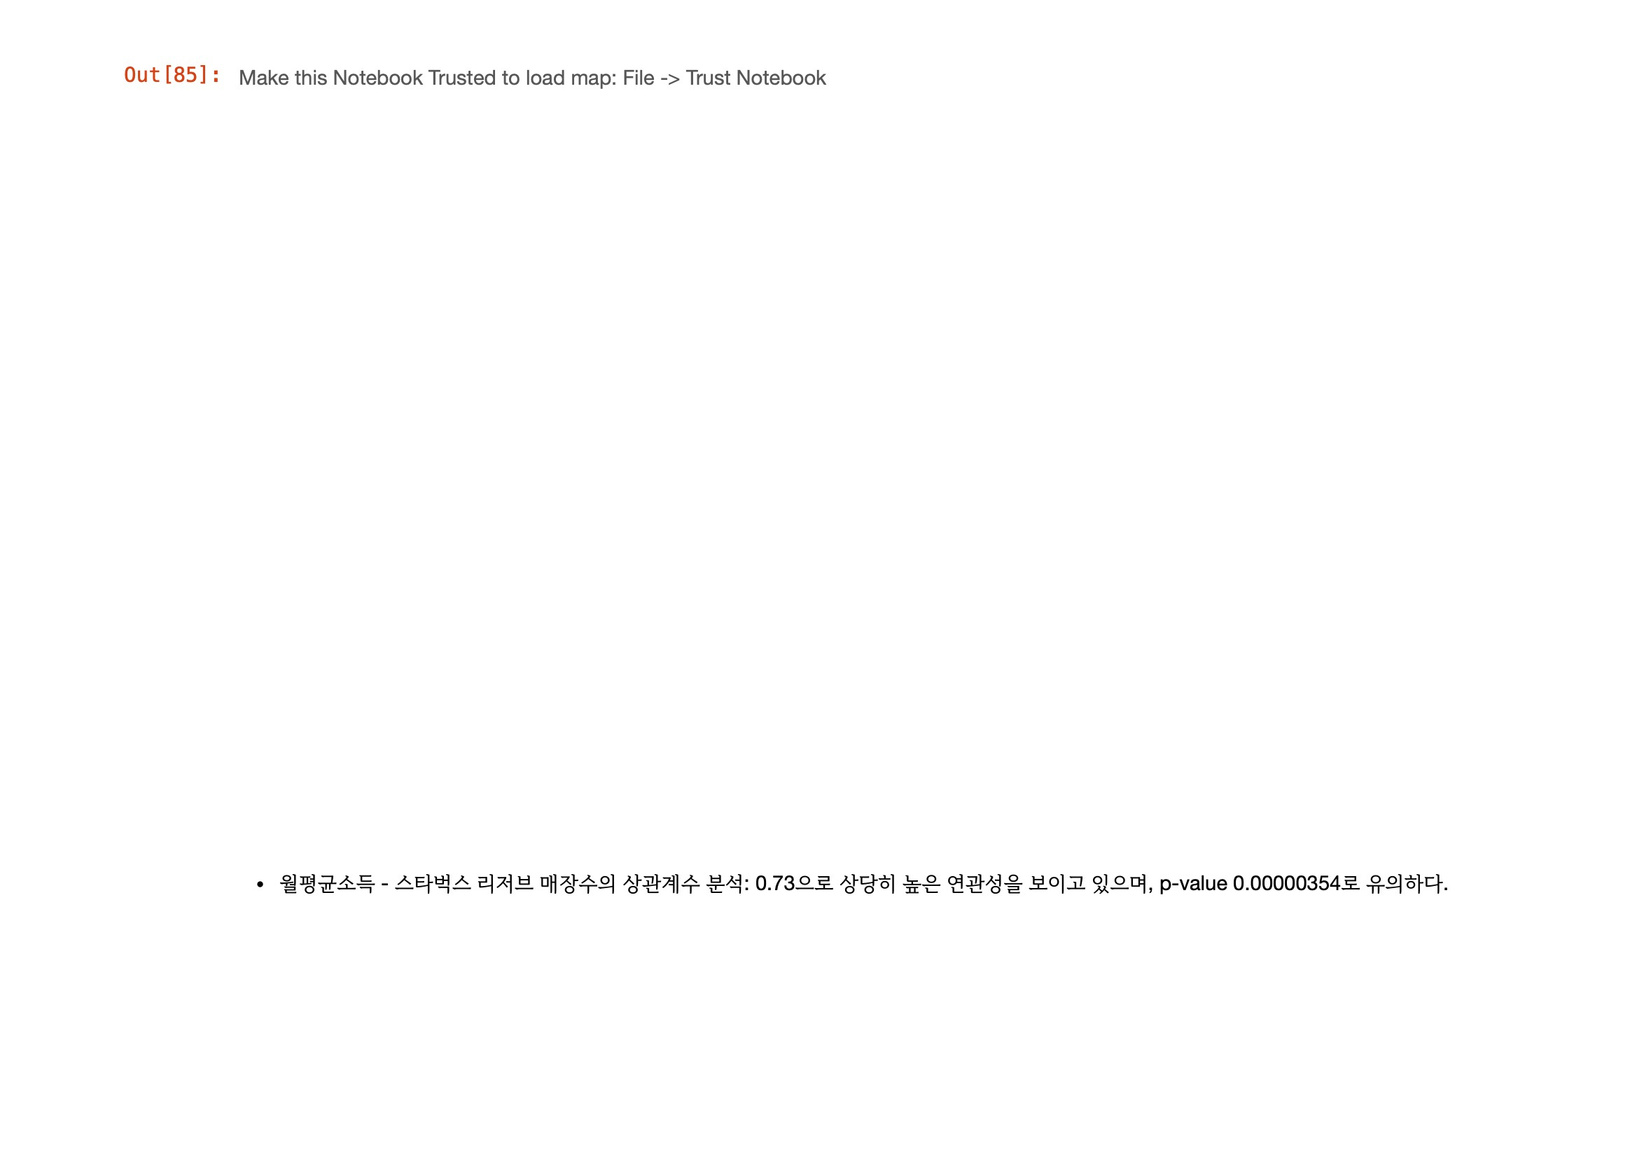 Out[85]: Make this Notebook Trusted to load map: File -> Trust Notebook
• 월평균소득 - 스타벅스 리저브 매장수의 상관계수 분석: 0.73으로 상당히 높은 연관성을 보이고 있으며, p-value 0.00000354로 유의하다.